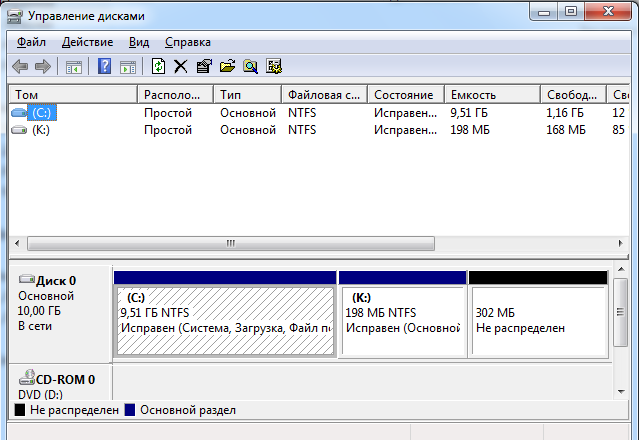 Управление дисками
Файл Действие Вид Справка
Том Располо... Тип Файловая с... Состояние Емкость Свобод... Сво
(C:) Простой Основной NTFS Исправен... 9,51 ГБ 1,16 ГБ 12
(K:) Простой Основной NTFS Исправен... 198 МБ 168 МБ 85
Диск 0
Основной
10,00 ГБ
В сети
(C:)
9,51 ГБ NTFS
Исправен (Система, Загрузка, Файл по
(K:)
198 МБ NTFS
Исправен (Основной
302 МБ
Не распределен
CD-ROM 0
DVD (D:)
Не распределен Основной раздел